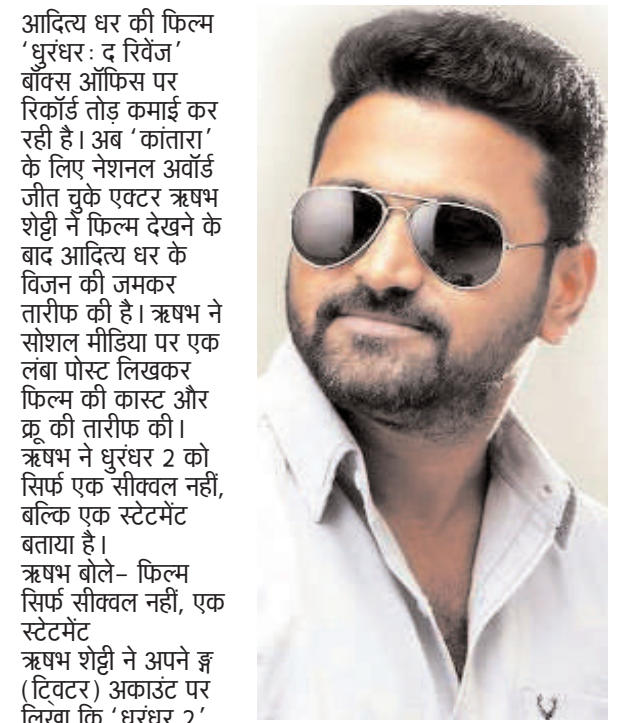 आदित्य धर की फिल्म
‘धुरंधर : द रिवेंज’
बॉक्स ऑफिस पर
रिकॉर्ड तोड़ कमाई कर
रही है। अब ‘कांतारा’
के लिए नेशनल अवॉर्ड
जीत चुके एक्टर ऋषभ
शेट्टी ने फिल्म देखने के
बाद आदित्य धर के
विजन की जमकर
तारीफ की है। ऋषभ ने
सोशल मीडिया पर एक
लंबा पोस्ट लिखकर
फिल्म की कास्ट और
क्रू की तारीफ की।
ऋषभ ने धुरंधर 2 को
सिर्फ एक सीक्वल नहीं,
बल्कि एक स्टेटमेंट
बताया है।
ऋषभ बोले– फिल्म
सिर्फ सीक्वल नहीं, एक
स्टेटमेंट
ऋषभ शेट्टी ने अपने ङ्ग
(ट्विटर) अकाउंट पर
लिखा कि ‘धुरंधर 2’